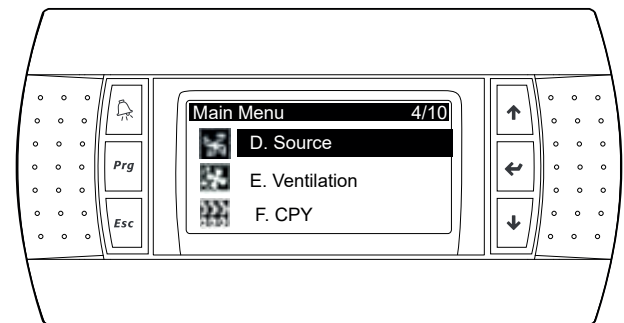 Main Menu 4/10
D. Source
Prg
E. Ventilation
F. CPY
Esc